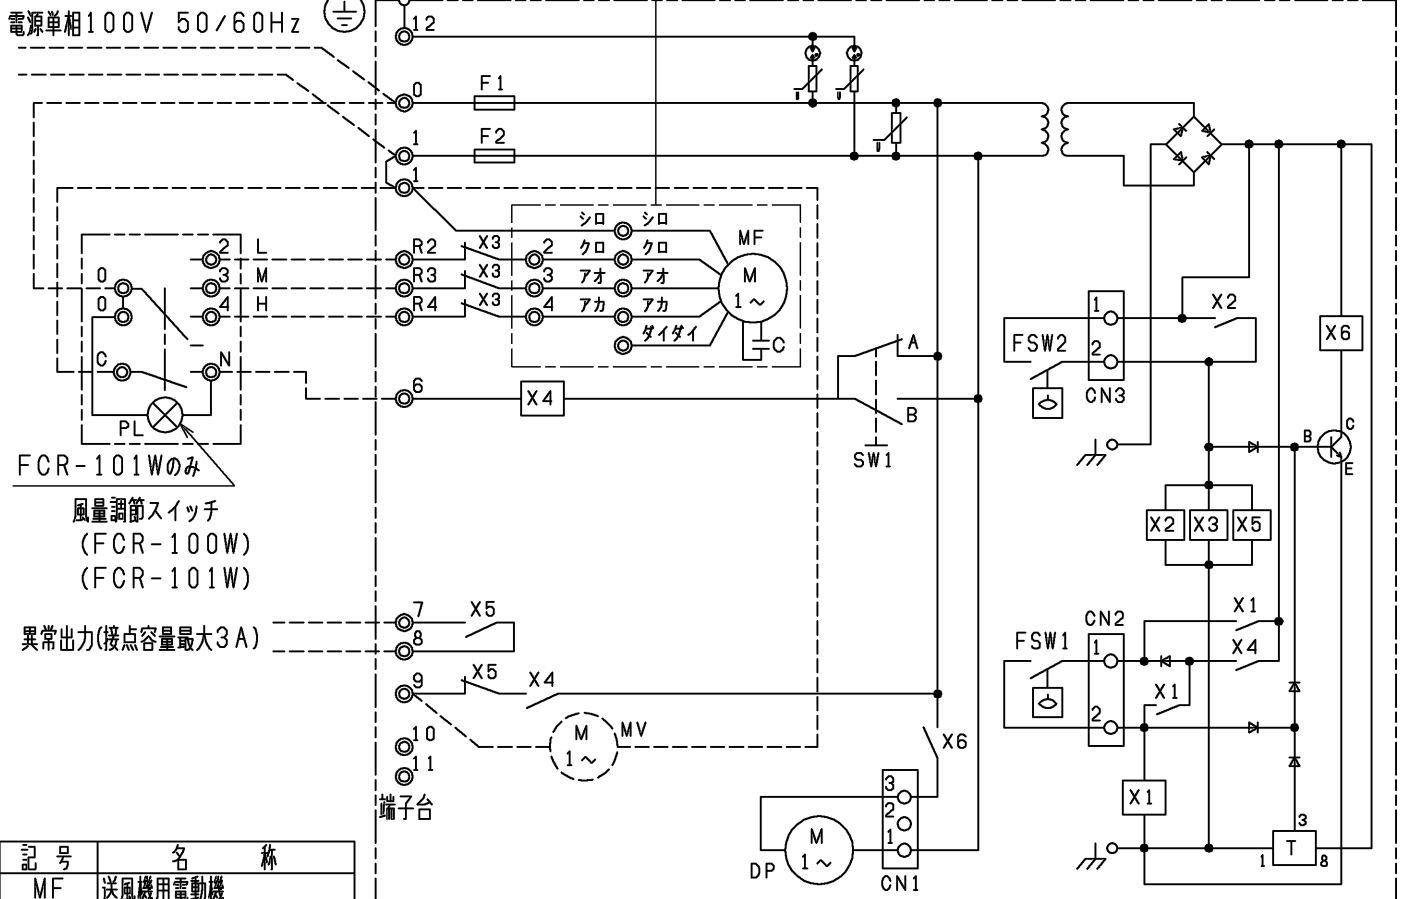 電源単相100V 50/60Hz
12
0
F1
1
F2
1
シロ シロ
MF
2 L
R2 X3 2 クロ クロ
0 3 M
R3 X3 3 アオ アオ
M
1～
0 4 H
R4 X3 4 アカ アカ
ダイダイ
C
C N
6
X4
A
B
SW1
PL
FCR-101Wのみ
風量調節スイッチ
(FCR-100W)
(FCR-101W)
1
X2
FSW2
2
CN3
X6
B
C
E
X2 X3 X5
7 X5
異常出力(接点容量最大3A)
8
9 X5 X4
M
1～
MV
10
11
端子台
CN2
X1
FSW1
1
X4
X1
2
X6
3
2
1
M
1～
DP
CN1
X1
3
1 T 8
記号 名称
MF 送風機用電動機